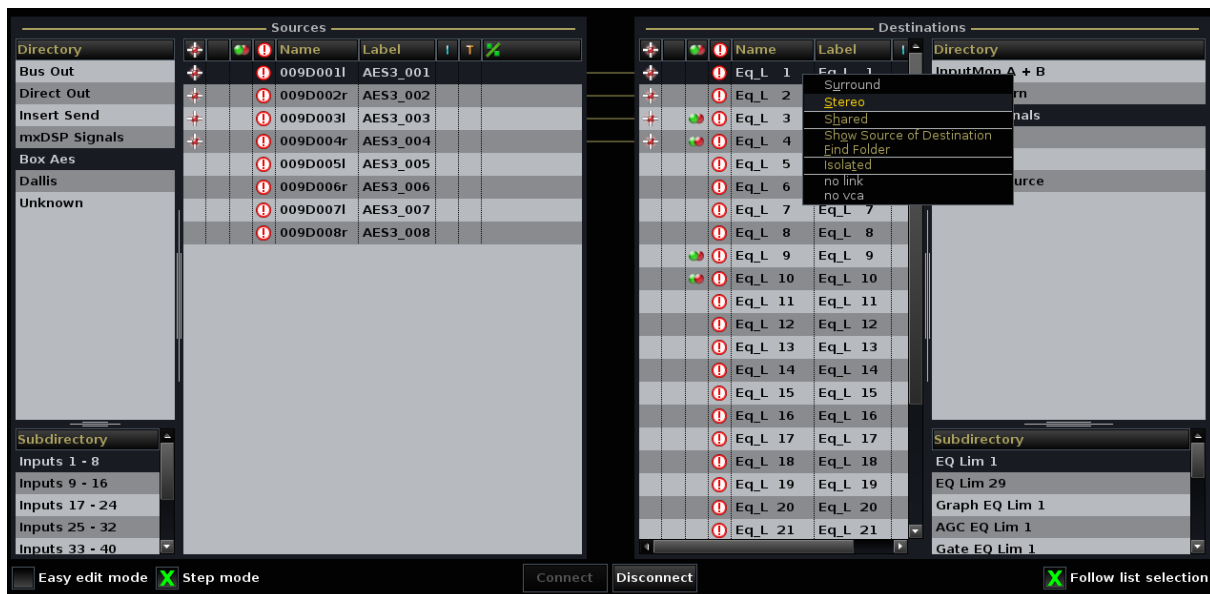 Sources
Directory
Bus Out
Direct Out
Insert Send
mxDSP Signals
Box Aes
Dallis
Unknown
Subdirectory
Inputs 1 - 8
Inputs 9 - 16
Inputs 17 - 24
Inputs 25 - 32
Inputs 33 - 40
Name Label ! T
009D001l AES3_001
009D002r AES3_002
009D003l AES3_003
009D004r AES3_004
009D005l AES3_005
009D006r AES3_006
009D007l AES3_007
009D008r AES3_008
Destinations
Name Label
Eq_L 1 Eq_L 1
Eq_L 2
Eq_L 3
Eq_L 4
Eq_L 5
Eq_L 6
Eq_L 7 Eq_L 7
Eq_L 8 Eq_L 8
Eq_L 9 Eq_L 9
Eq_L 10 Eq_L 10
Eq_L 11 Eq_L 11
Eq_L 12 Eq_L 12
Eq_L 13 Eq_L 13
Eq_L 14 Eq_L 14
Eq_L 15 Eq_L 15
Eq_L 16 Eq_L 16
Eq_L 17 Eq_L 17
Eq_L 18 Eq_L 18
Eq_L 19 Eq_L 19
Eq_L 20 Eq_L 20
Eq_L 21 Eq_L 21
Surround
Stereo
Shared
Show Source of Destination
Find Folder
Isolated
no link
no vca
Directory
InputMon A + B
rn
nals
urce
Subdirectory
EQ Lim 1
EQ Lim 29
Graph EQ Lim 1
AGC EQ Lim 1
Gate EQ Lim 1
Easy edit mode X Step mode
Connect Disconnect
X Follow list selection